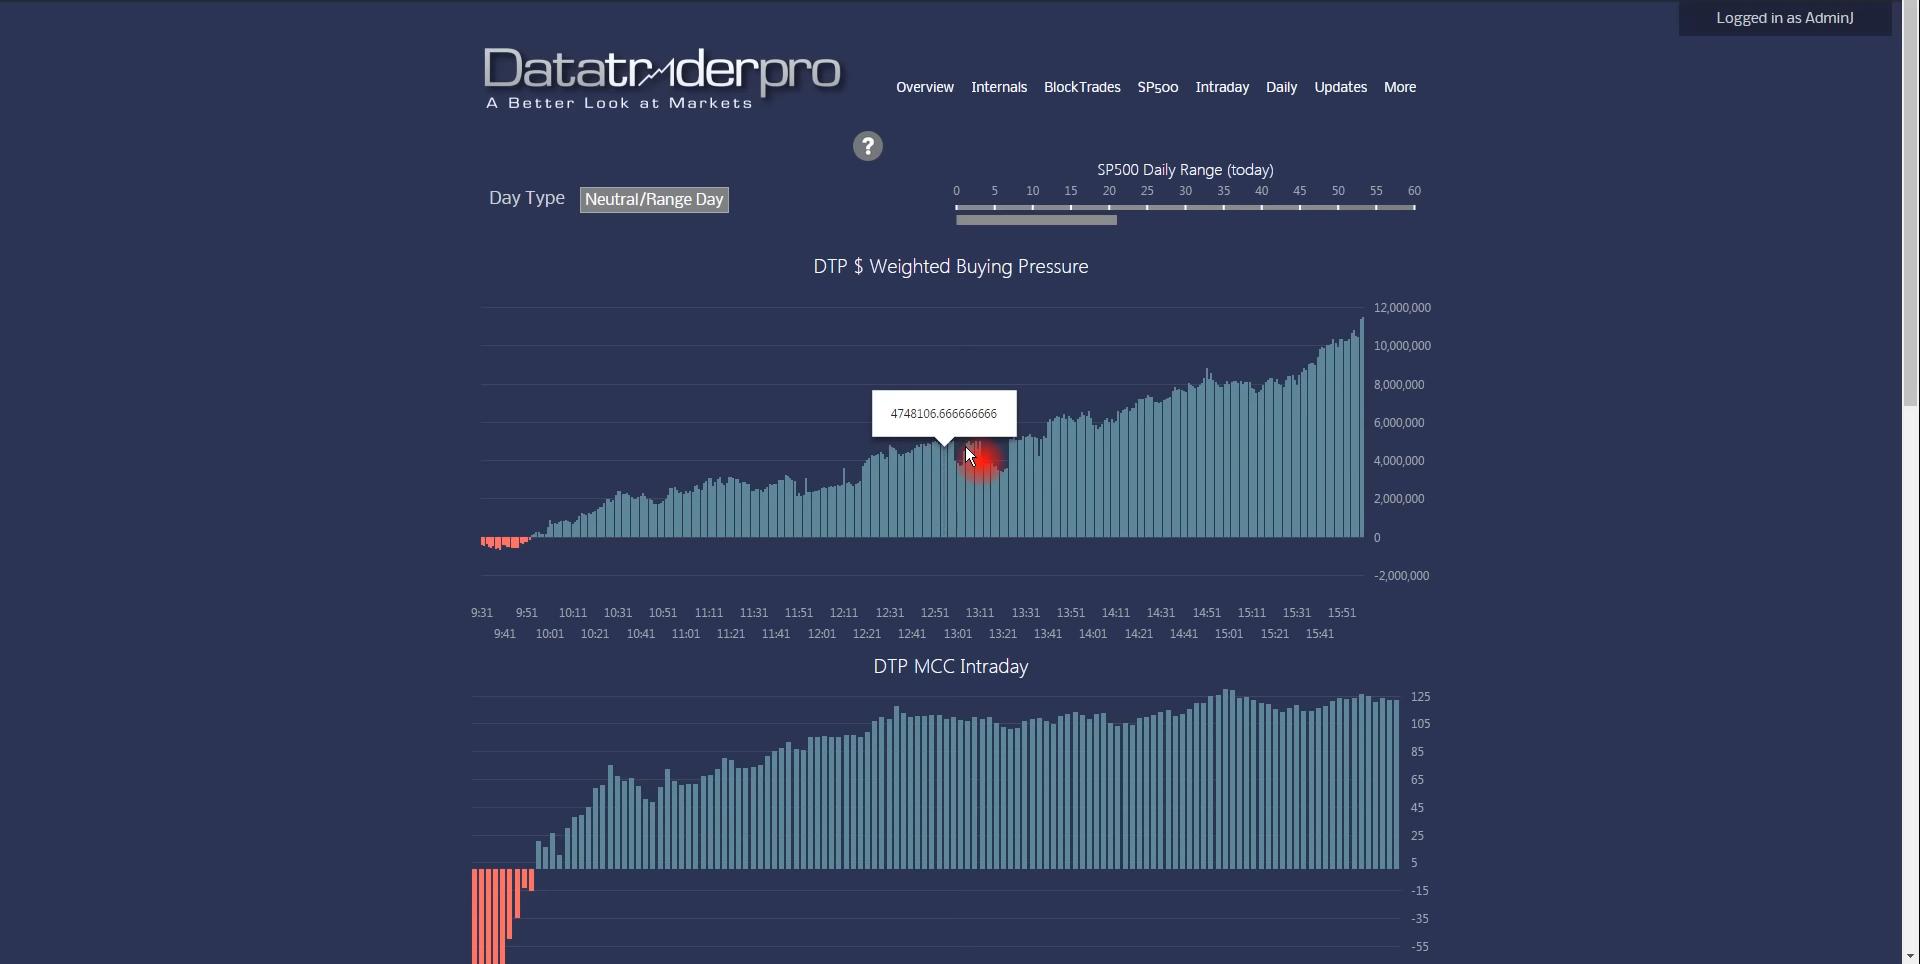 Logged in as AdminJ
Datatraderpro
A Better Look at Markets
Overview Internals BlockTrades SP500 Intraday Daily Updates More
?
SP500 Daily Range (today)
0 5 10 15 20 25 30 35 40 45 50 55 60
Day Type Neutral/Range Day
DTP $ Weighted Buying Pressure
12,000,000
10,000,000
8,000,000
4748106.666666666
6,000,000
4,000,000
2,000,000
0
-2,000,000
9:31 9:51 10:11 10:31 10:51 11:11 11:31 11:51 12:11 12:31 12:51 13:11 13:31 13:51 14:11 14:31 14:51 15:11 15:31 15:51
9:41 10:01 10:21 10:41 11:01 11:21 11:41 12:01 12:21 12:41 13:01 13:21 13:41 14:01 14:21 14:41 15:01 15:21 15:41
DTP MCC Intraday
125
105
85
65
45
25
5
-15
-35
-55